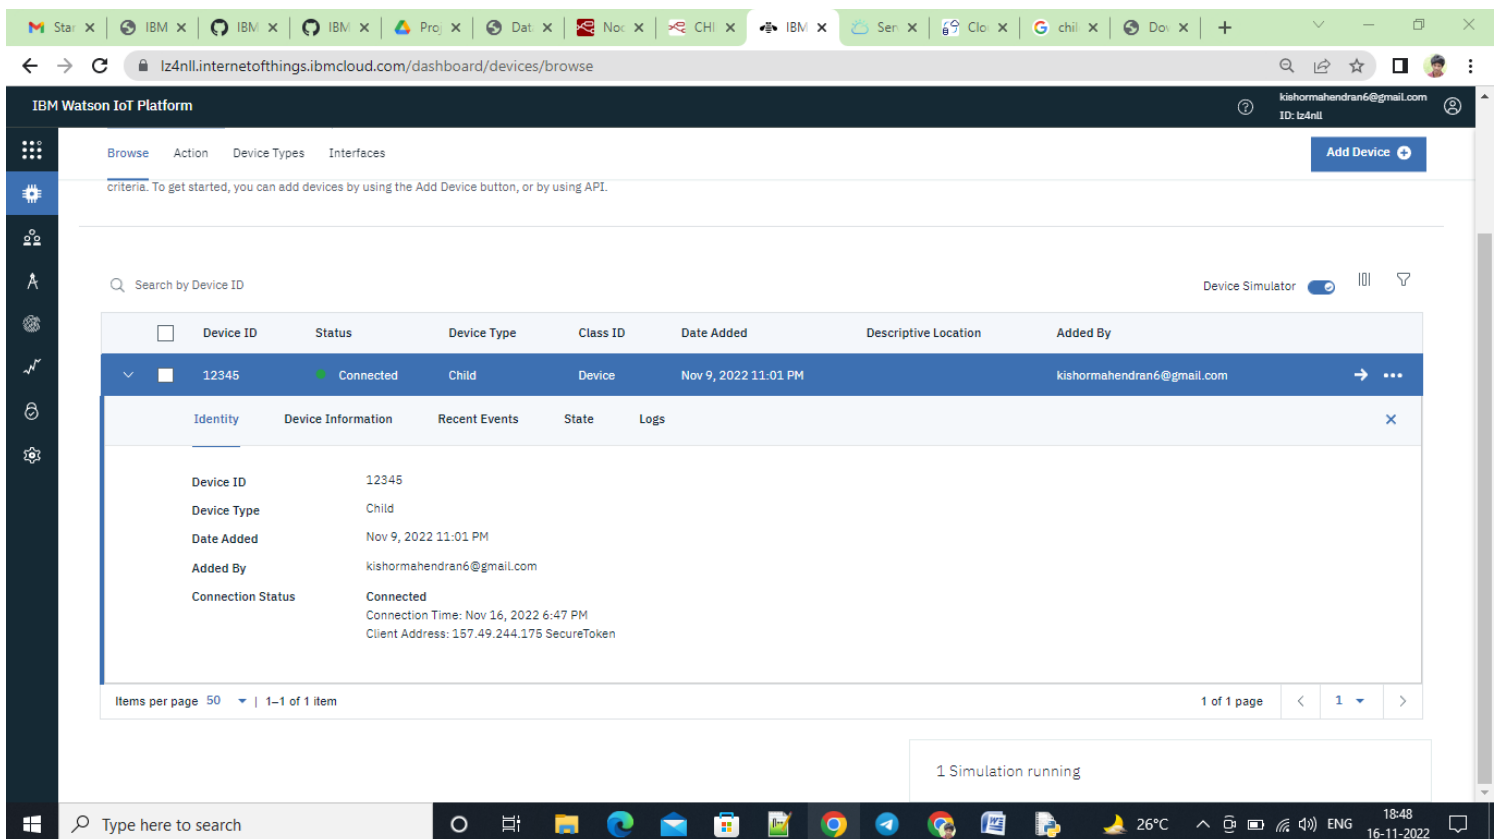 Star IBM IBM IBM Proj Dat Nod CHI IBM Ser Clo chil Dov
lz4nll.internetofthings.ibmcloud.com/dashboard/devices/browse
IBM Watson IoT Platform
kishormahendran6@gmail.com
ID: lz4nll
Browse Action Device Types Interfaces
Add Device
criteria. To get started, you can add devices by using the Add Device button, or by using API.
Search by Device ID
Device Simulator
Device ID Status Device Type Class ID Date Added Descriptive Location Added By
12345 Connected Child Device Nov 9, 2022 11:01 PM kishormahendran6@gmail.com
Identity Device Information Recent Events State Logs
Device ID 12345
Device Type Child
Date Added Nov 9, 2022 11:01 PM
Added By kishormahendran6@gmail.com
Connection Status Connected
Connection Time: Nov 16, 2022 6:47 PM
Client Address: 157.49.244.175 SecureToken
Items per page 50 | 1–1 of 1 item
1 of 1 page 1
1 Simulation running
Type here to search
26°C ENG
18:48
16-11-2022